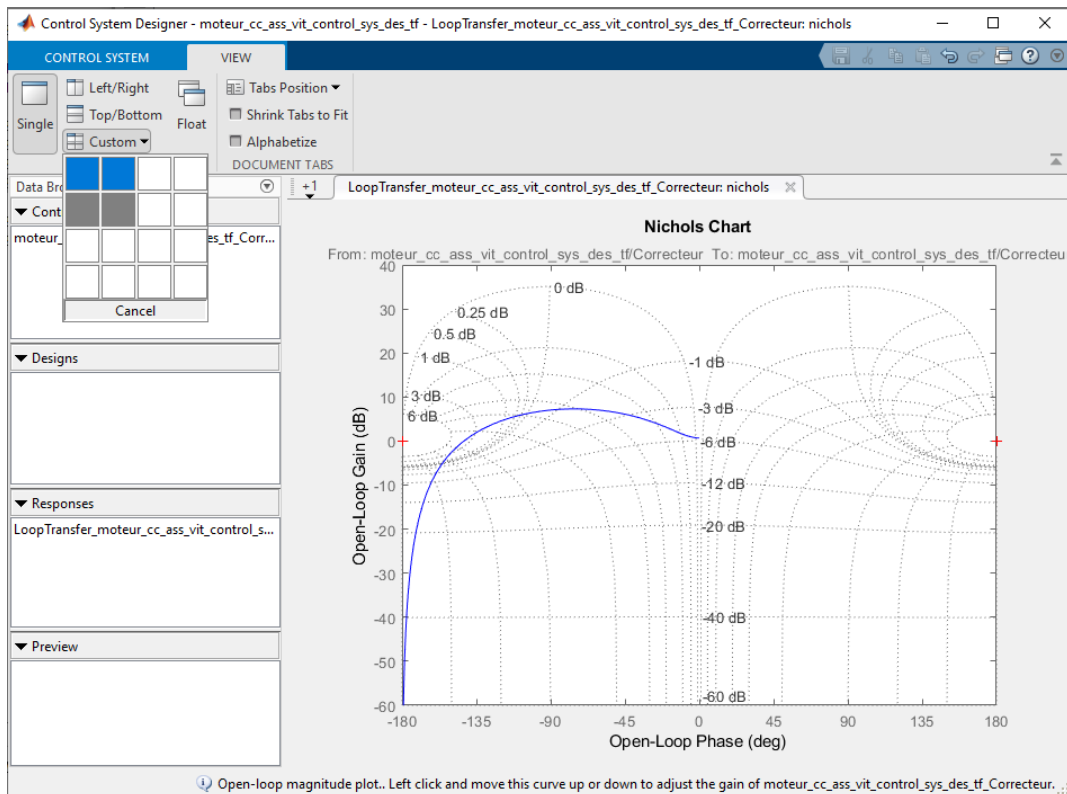 Control System Designer - moteur_cc_ass_vit_control_sys_des_tf - LoopTransfer_moteur_cc_ass_vit_control_sys_des_tf_Correcteur: nichols
CONTROL SYSTEM
VIEW
Single
Left/Right
Top/Bottom
Custom
Float
Tabs Position
Shrink Tabs to Fit
Alphabetize
DOCUMENT TABS
Cancel
Data Bro
Cont
moteur_
es_tf_Corr...
Designs
Responses
LoopTransfer_moteur_cc_ass_vit_control_s...
Preview
+1
LoopTransfer_moteur_cc_ass_vit_control_sys_des_tf_Correcteur: nichols
Nichols Chart
From: moteur_cc_ass_vit_control_sys_des_tf/Correcteur To: moteur_cc_ass_vit_control_sys_des_tf/Correcteu
Open-Loop Gain (dB)
40
30
20
10
0
-10
-20
-30
-40
-50
-60
0 dB
0.25 dB
0.5 dB
1 dB
3 dB
6 dB
-1 dB
-3 dB
-6 dB
-12 dB
-20 dB
-40 dB
-60 dB
-180 -135 -90 -45 0 45 90 135 180
Open-Loop Phase (deg)
Open-loop magnitude plot.. Left click and move this curve up or down to adjust the gain of moteur_cc_ass_vit_control_sys_des_tf_Correcteur.